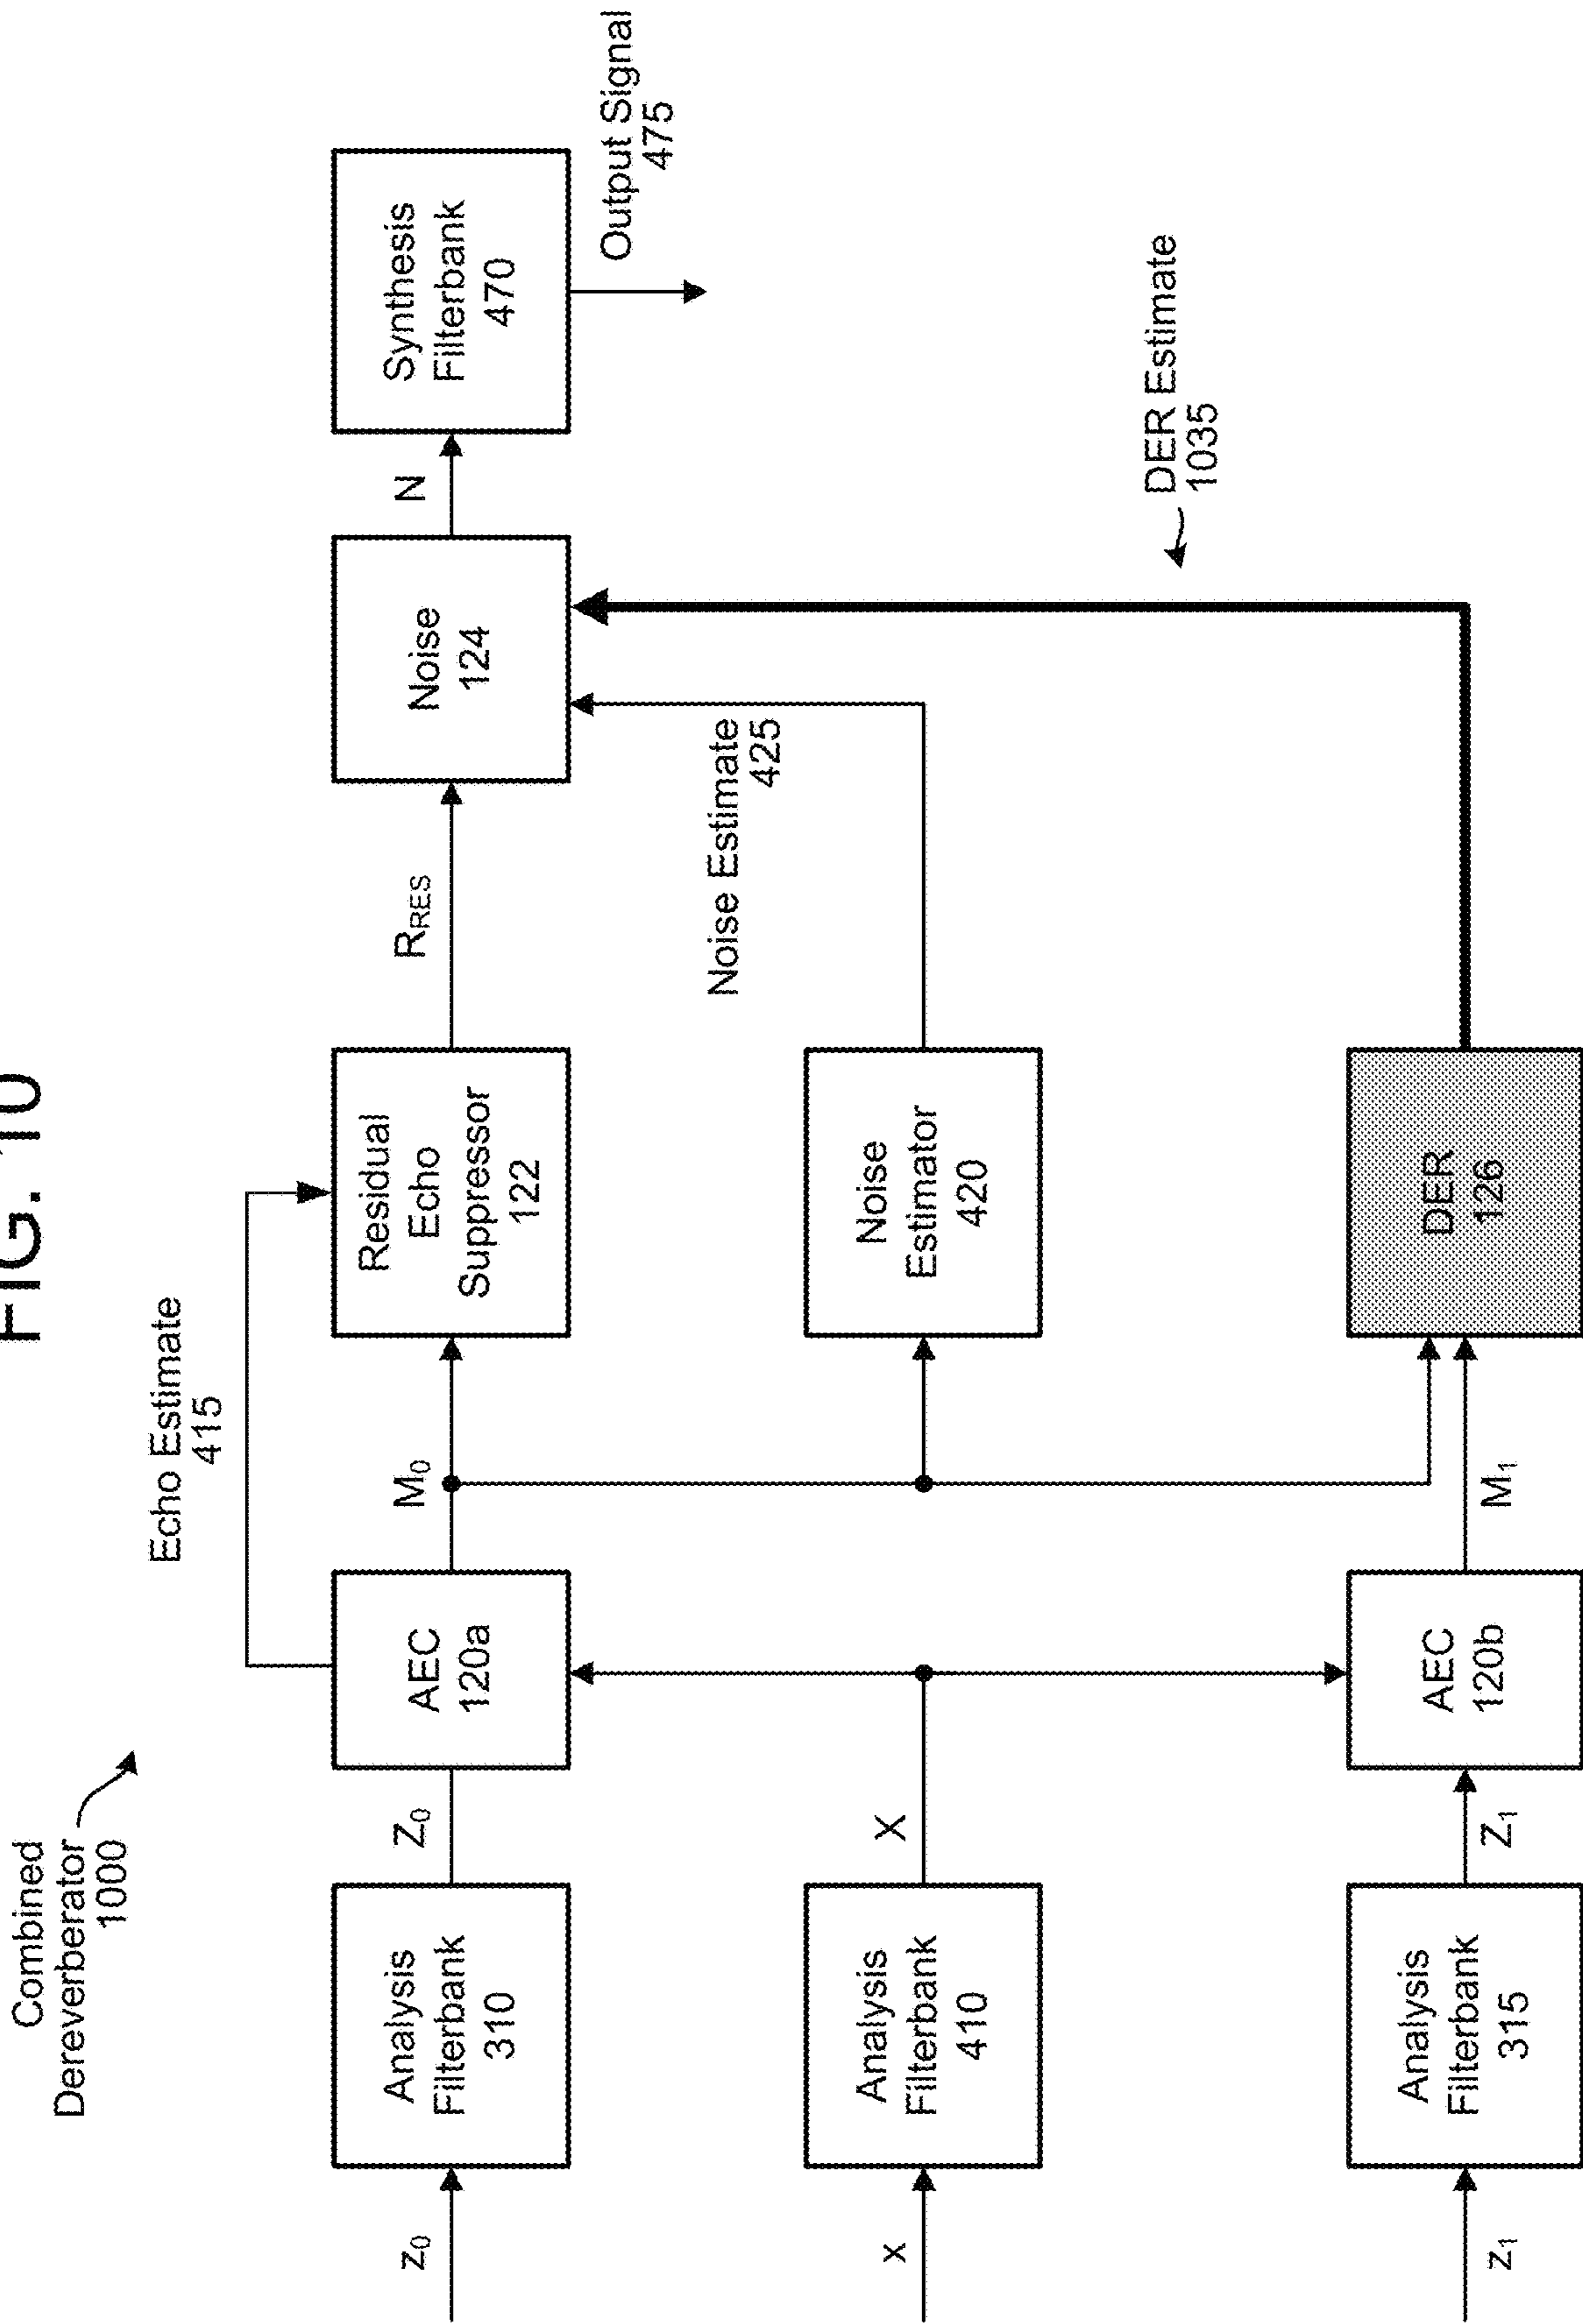 FIG. 10
Combined
Dereverberator
1000
Echo Estimate
415
z₀
Analysis
Filterbank
310
Z₀
AEC
120a
M₀
Residual
Echo
Suppressor
122
R_RES
Noise
124
N
Synthesis
Filterbank
470
Output Signal
475
x
Analysis
Filterbank
410
X
Noise
Estimator
420
Noise Estimate
425
z₁
Analysis
Filterbank
315
Z₁
AEC
120b
M₁
DER
126
DER Estimate
1035